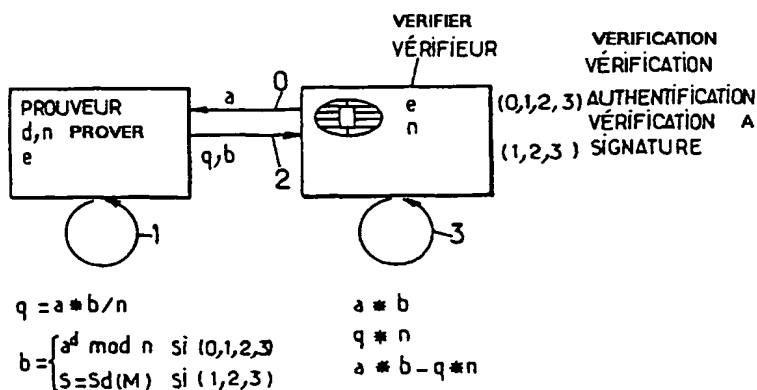 VERIFIER
VÉRIFIEUR
VERIFICATION
VÉRIFICATION
0
a
PROUVEUR
d,n PROVER
e
q,b
2
e
n
(0,1,2,3) AUTHENTIFICATION
VÉRIFICATION A
(1,2,3) SIGNATURE
1
3
q = a * b/n
b = { a^d mod n si (0,1,2,3)
S=Sd(M) si (1,2,3)
a * b
q * n
a * b - q * n